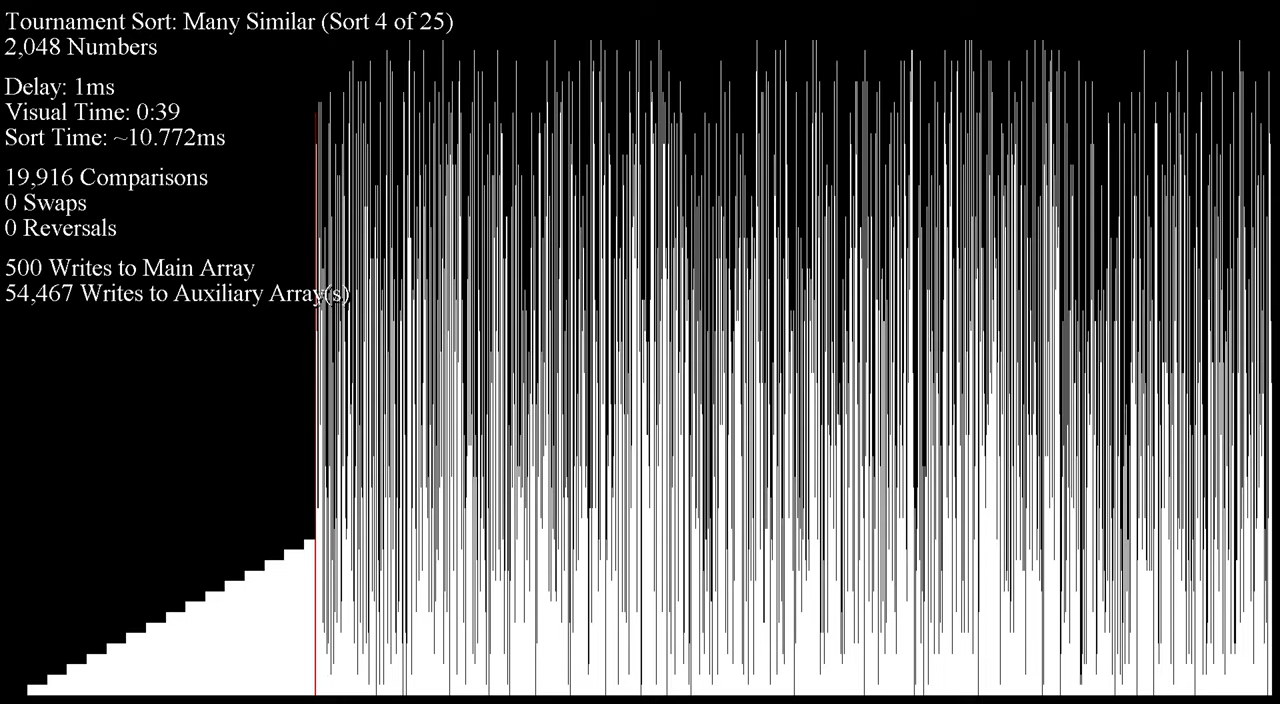 Tournament Sort: Many Similar (Sort 4 of 25)
2,048 Numbers
Delay: 1ms
Visual Time: 0:39
Sort Time: ~10.772ms
19,916 Comparisons
0 Swaps
0 Reversals
500 Writes to Main Array
54,467 Writes to Auxiliary Array(s)